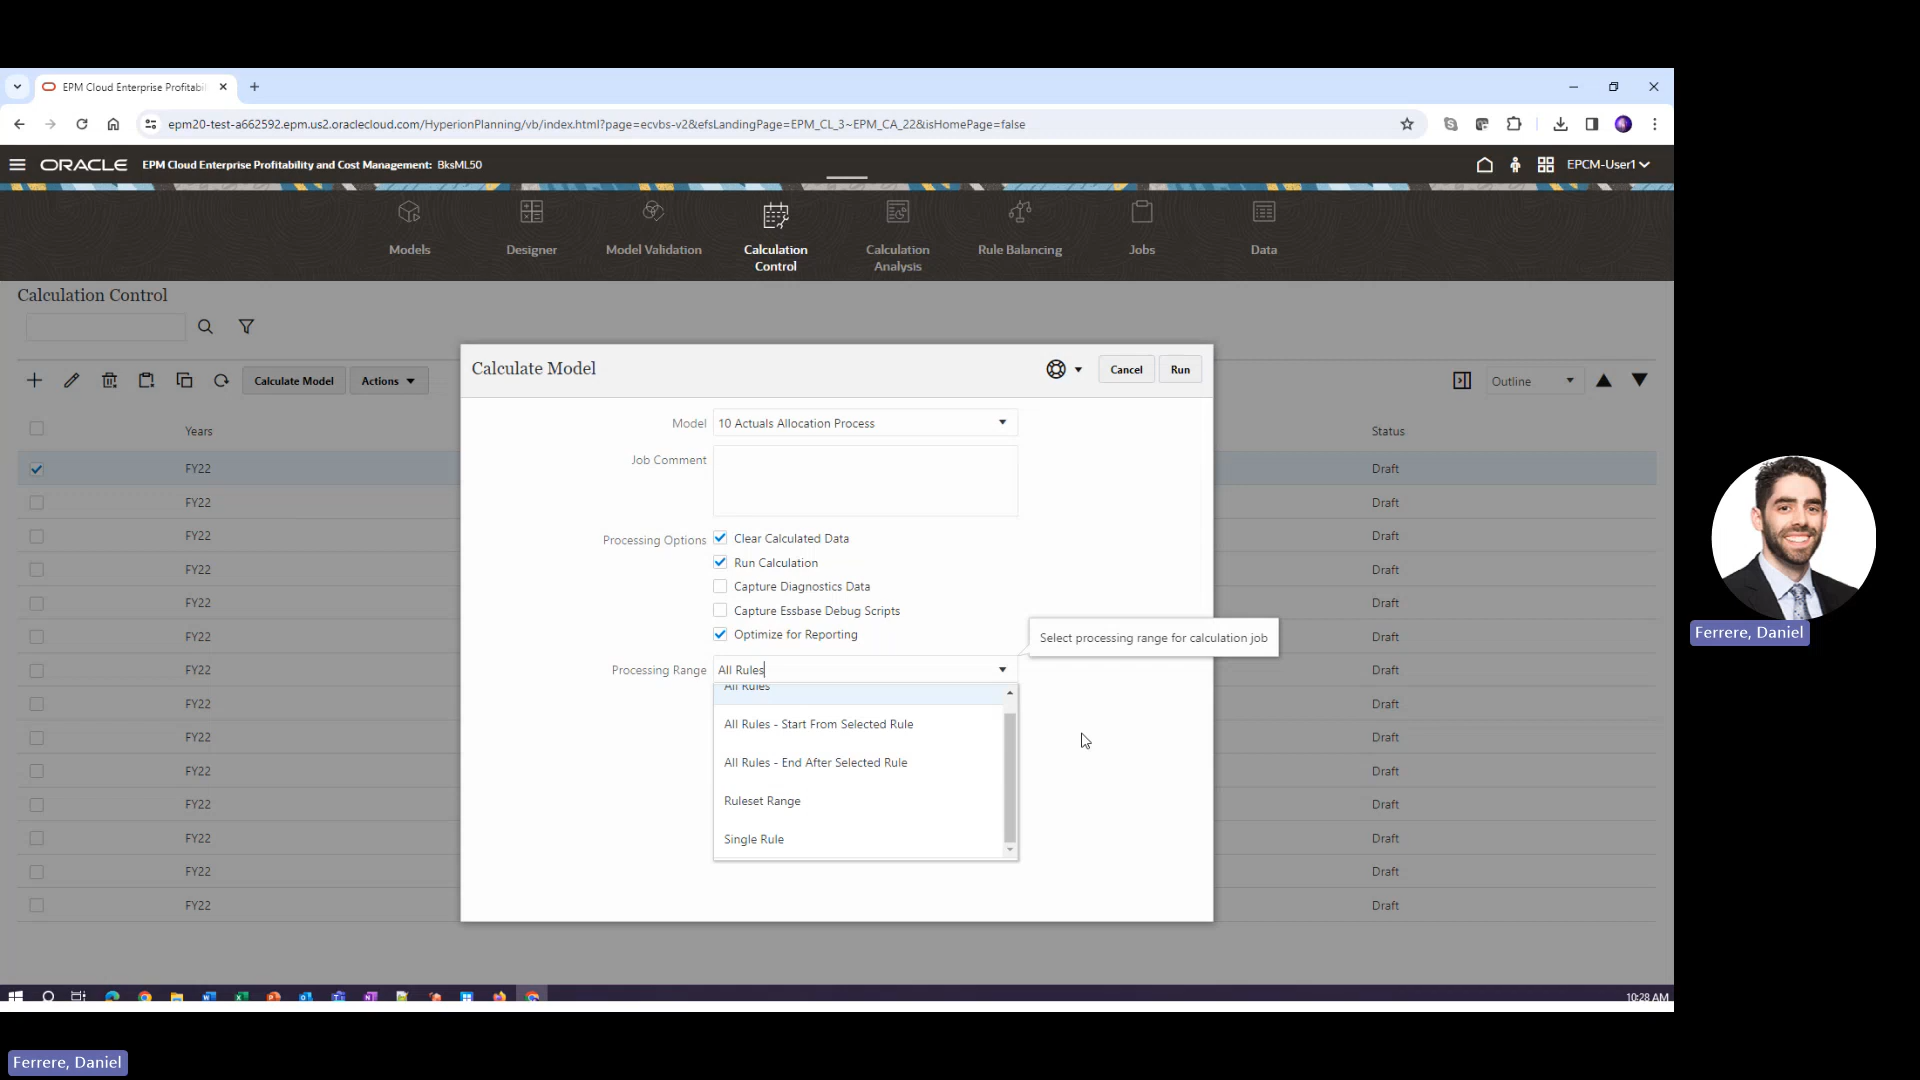 EPM Cloud Enterprise Profitabil
epm20-test-a662592.epm.us2.oraclecloud.com/HyperionPlanning/vb/index.html?page=ecvbs-v2&efsLandingPage=EPM_CL_3~EPM_CA_22&isHomePage=false
ORACLE EPM Cloud Enterprise Profitability and Cost Management: BksML50 EPCM-User1
Models Designer Model Validation Calculation Control Calculation Analysis Rule Balancing Jobs Data
Calculation Control
Calculate Model Actions Outline
Years Status
FY22 Draft
FY22 Draft
FY22 Draft
FY22 Draft
FY22 Draft
FY22 Draft
FY22 Draft
FY22 Draft
FY22 Draft
FY22 Draft
FY22 Draft
FY22 Draft
FY22 Draft
FY22 Draft
Calculate Model Cancel Run
Model 10 Actuals Allocation Process
Job Comment
Processing Options Clear Calculated Data
Run Calculation
Capture Diagnostics Data
Capture Essbase Debug Scripts
Optimize for Reporting
Select processing range for calculation job
Processing Range All Rules
All Rules
All Rules - Start From Selected Rule
All Rules - End After Selected Rule
Ruleset Range
Single Rule
10:28 AM
Ferrere, Daniel
Ferrere, Daniel